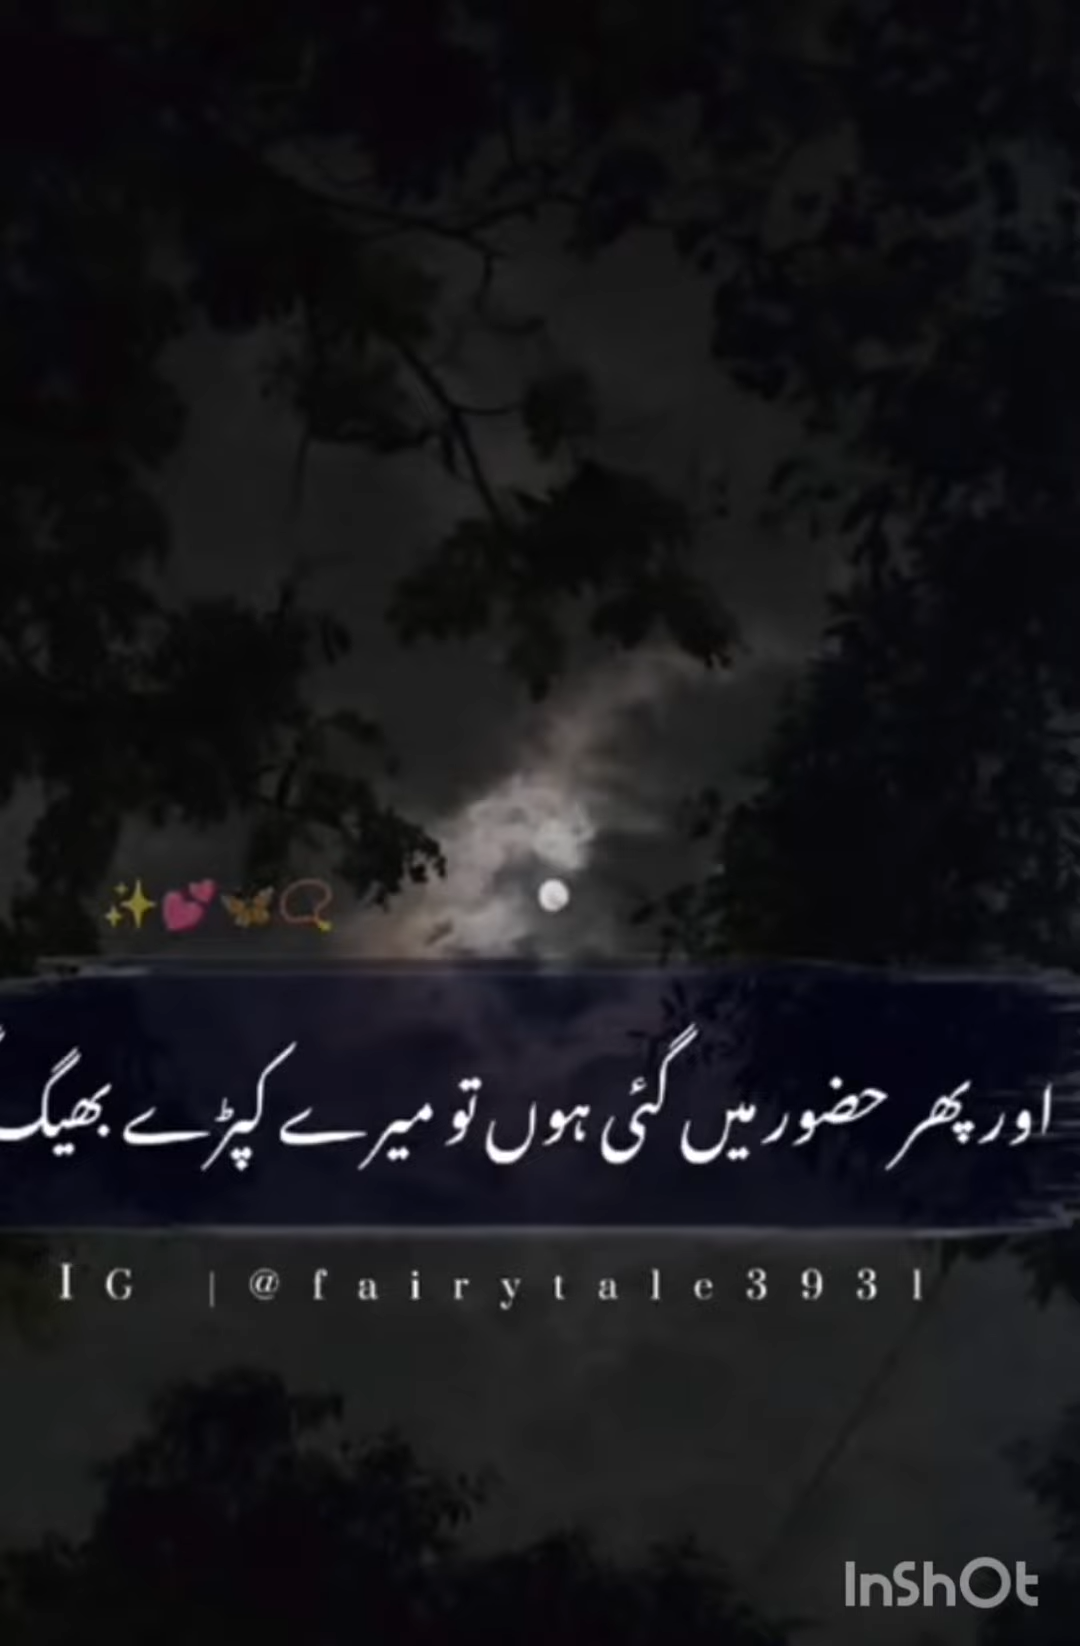 ✨💕🦋📿
اور پھر حضور میں گئی ہوں تو میرے کپڑے بھیگ
IG |@fairytale3931
InShOt